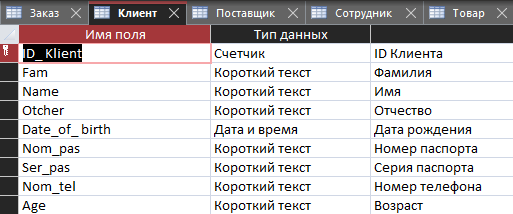 Заказ Клиент Поставщик Сотрудник Товар
Имя поля Тип данных
ID_ Klient Счетчик ID Клиента
Fam Короткий текст Фамилия
Name Короткий текст Имя
Otcher Короткий текст Отчество
Date_of_ birth Дата и время Дата рождения
Nom_pas Короткий текст Номер паспорта
Ser_pas Короткий текст Серия паспорта
Nom_tel Короткий текст Номер телефона
Age Короткий текст Возраст